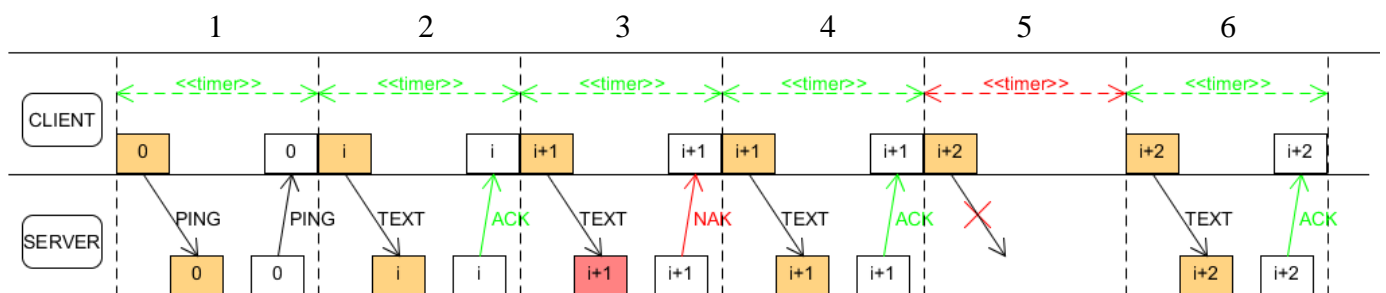 1 2 3 4 5 6
<<timer>> <<timer>> <<timer>> <<timer>> <<timer>> <<timer>>
CLIENT
0 0 i i i+1 i+1 i+1 i+1 i+2 i+2 i+2
PING PING TEXT ACK TEXT NAK TEXT ACK TEXT ACK
SERVER
0 0 i i i+1 i+1 i+1 i+1 i+2 i+2